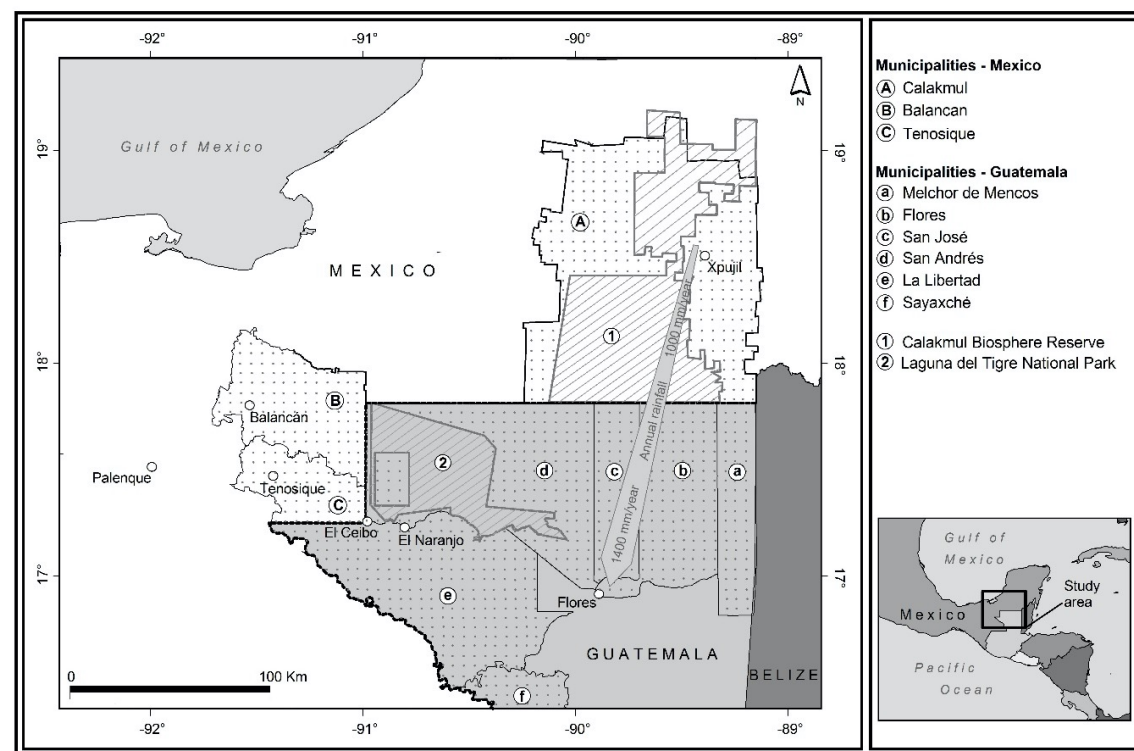 -92°
-91°
-90°
-89°
N
Gulf of Mexico
19°
19°
A
MEXICO
Xpujil
1000 mm/year
1
18°
18°
B
Balancän
Annual rainfall
2
d
c
b
a
Palenque
Tenosique
C
El Ceibo
El Naranjo
1400 mm/year
17°
17°
e
Flores
GUATEMALA
BELIZE
0
100 Km
f
-92°
-91°
-90°
-89°
Municipalities - Mexico
A Calakmul
B Balancan
C Tenosique
Municipalities - Guatemala
a Melchor de Mencos
b Flores
c San José
d San Andrés
e La Libertad
f Sayaxché
1 Calakmul Biosphere Reserve
2 Laguna del Tigre National Park
Gulf of
Mexico
Study
area
Mexico
Pacific
Ocean